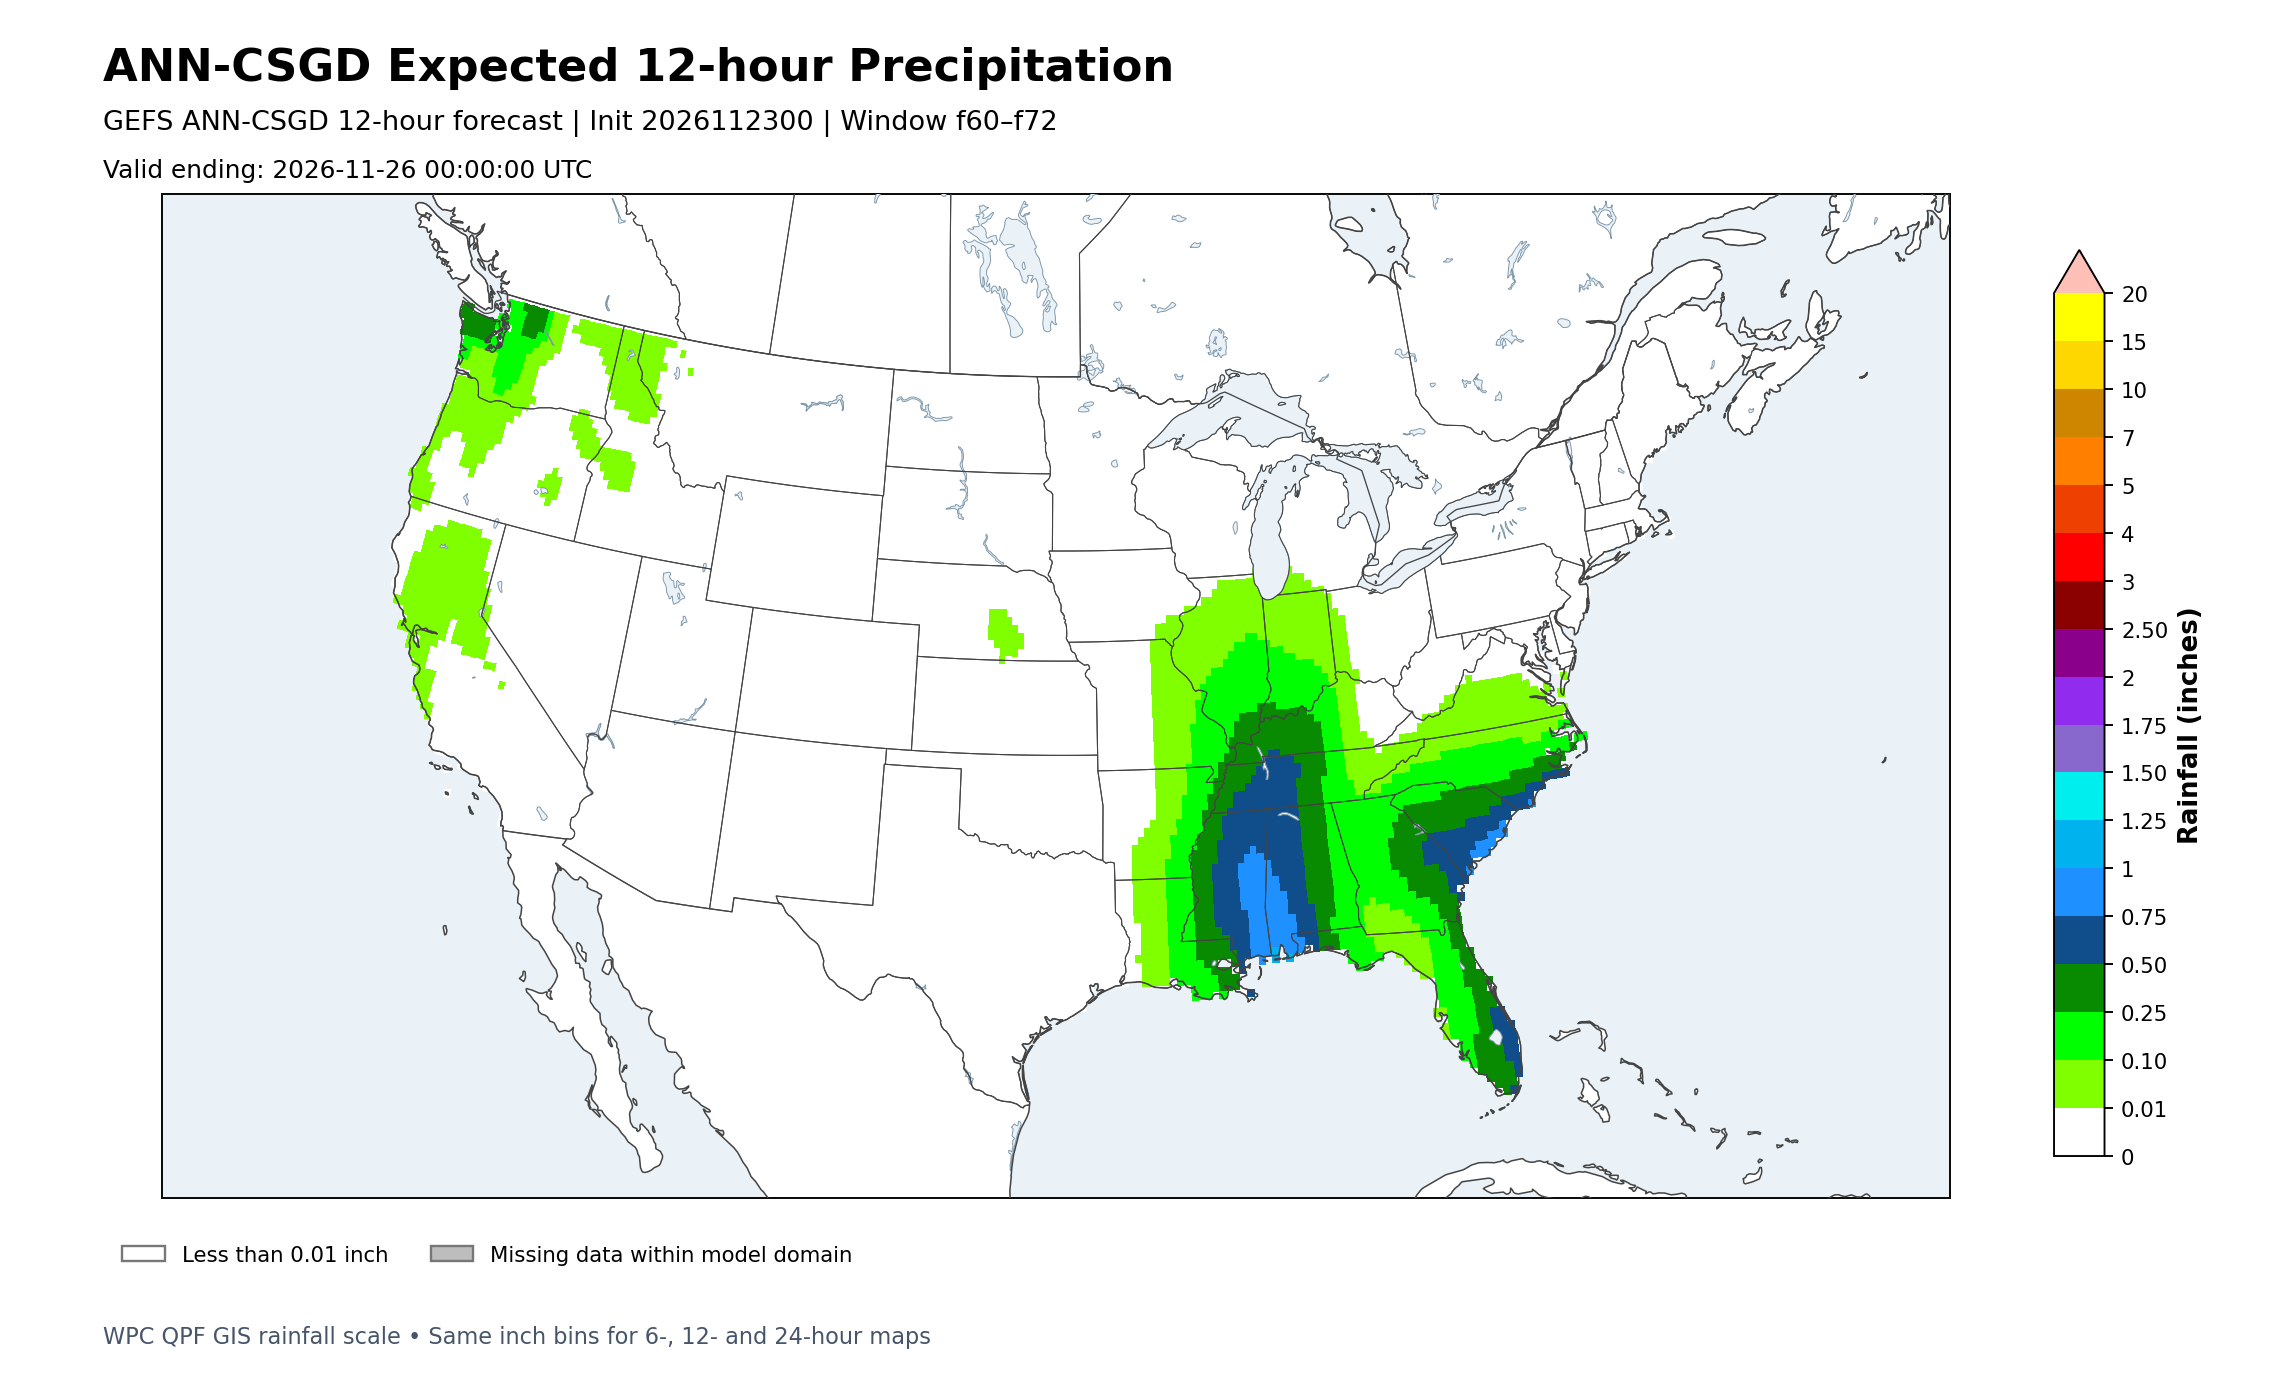 ANN-CSGD Expected 12-hour Precipitation
GEFS ANN-CSGD 12-hour forecast | Init 2026112300 | Window f60–f72
Valid ending: 2026-11-26 00:00:00 UTC
20
15
10
7
5
4
3
2.50
2
1.75
1.50
1.25
1
0.75
0.50
0.25
0.10
0.01
0
Rainfall (inches)
Less than 0.01 inch
Missing data within model domain
WPC QPF GIS rainfall scale • Same inch bins for 6-, 12- and 24-hour maps